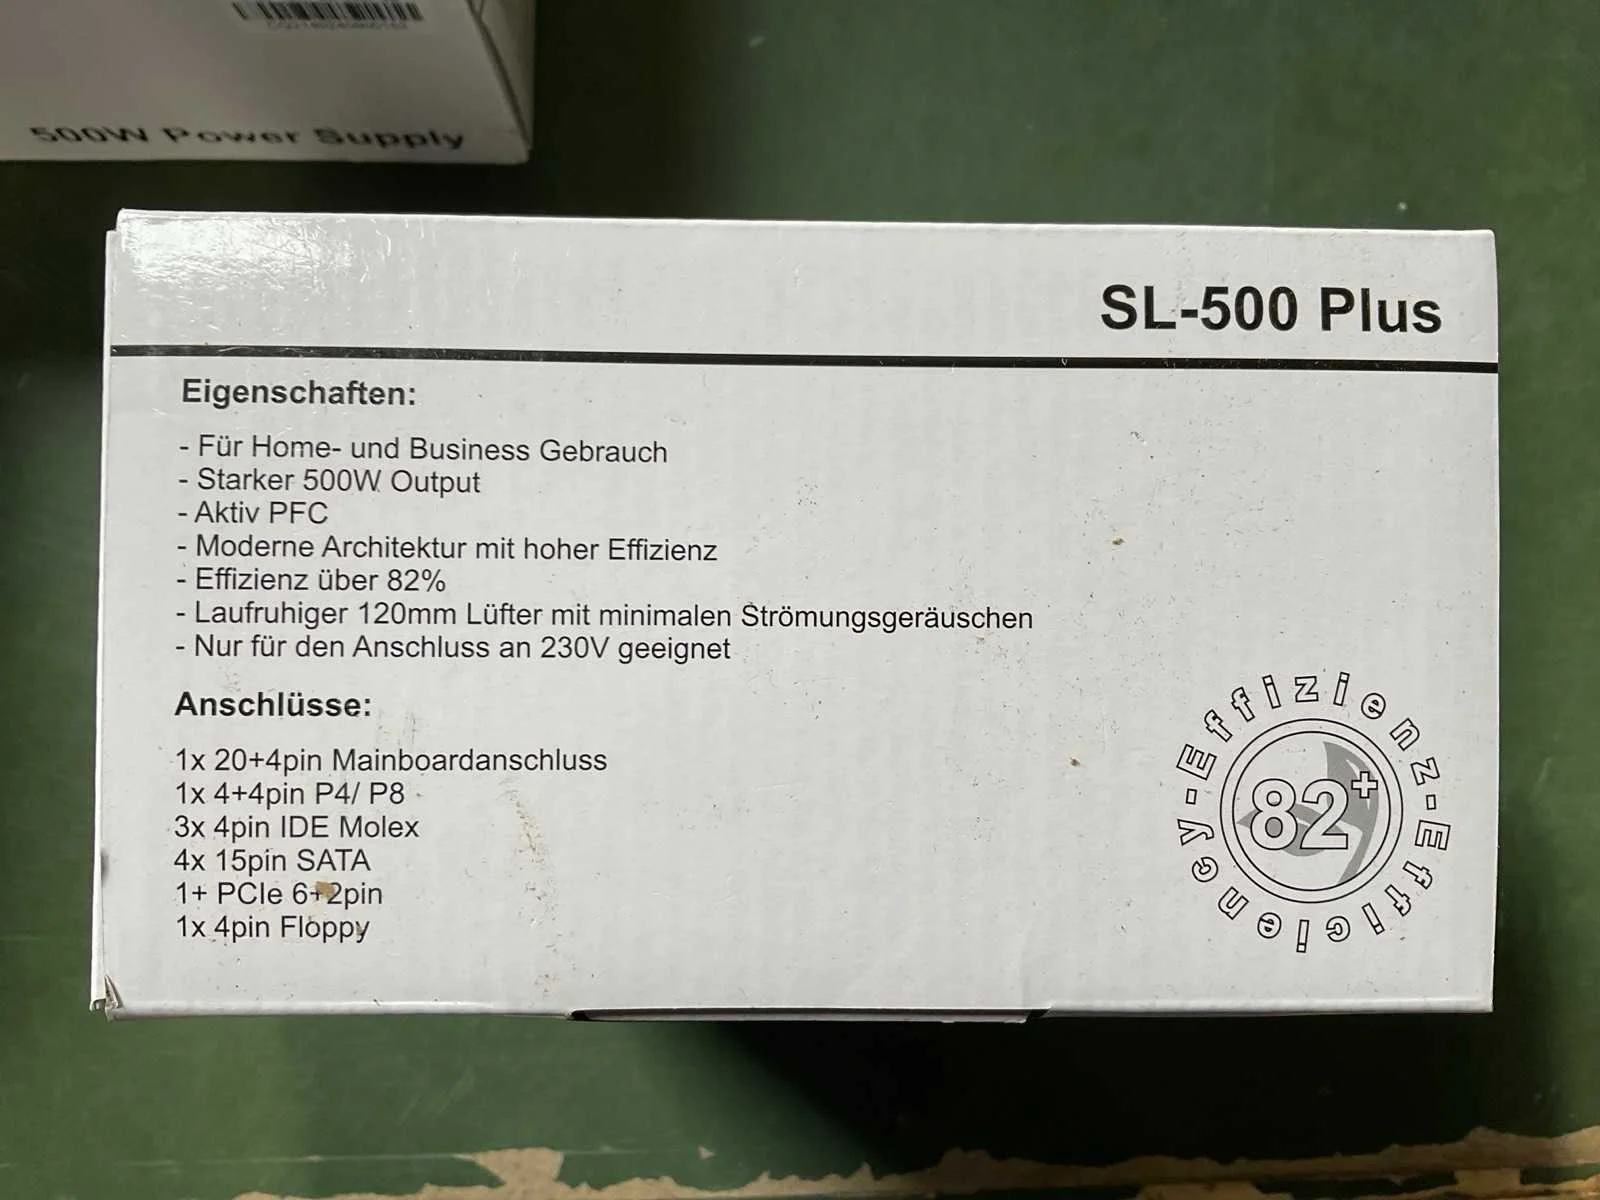 500W Power Supply
SL-500 Plus
Eigenschaften:
- Für Home- und Business Gebrauch
- Starker 500W Output
- Aktiv PFC
- Moderne Architektur mit hoher Effizienz
- Effizienz über 82%
- Laufruhiger 120mm Lüfter mit minimalen Strömungsgeräuschen
- Nur für den Anschluss an 230V geeignet
Anschlüsse:
1x 20+4pin Mainboardanschluss
1x 4+4pin P4/ P8
3x 4pin IDE Molex
4x 15pin SATA
1+ PCIe 6+2pin
1x 4pin Floppy
Effizienz-Efficiency-
82+